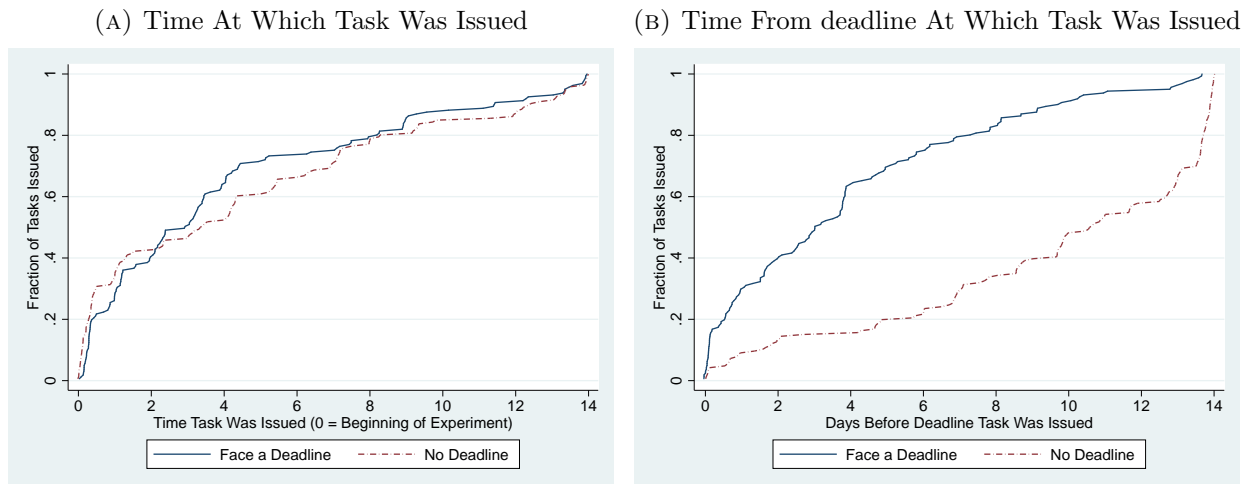 (A) Time At Which Task Was Issued
1
.8
.6
.4
.2
0
Fraction of Tasks Issued
0 2 4 6 8 10 12 14
Time Task Was Issued (0 = Beginning of Experiment)
Face a Deadline No Deadline
(B) Time From deadline At Which Task Was Issued
1
.8
.6
.4
.2
0
Fraction of Tasks Issued
0 2 4 6 8 10 12 14
Days Before Deadline Task Was Issued
Face a Deadline No Deadline